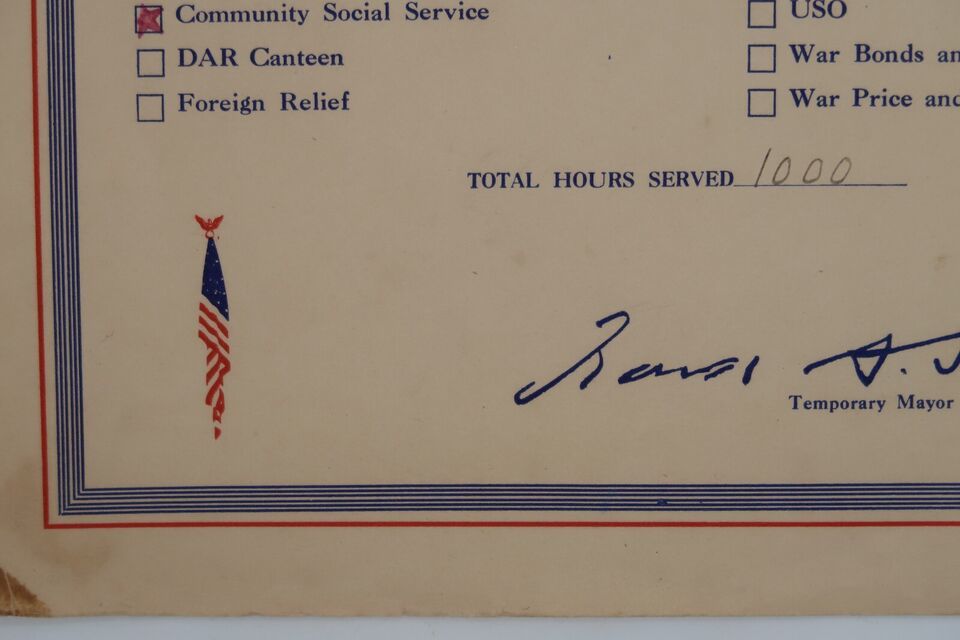 Community Social Service
USO
DAR Canteen
War Bonds an
Foreign Relief
War Price and
TOTAL HOURS SERVED 1000
Temporary Mayor